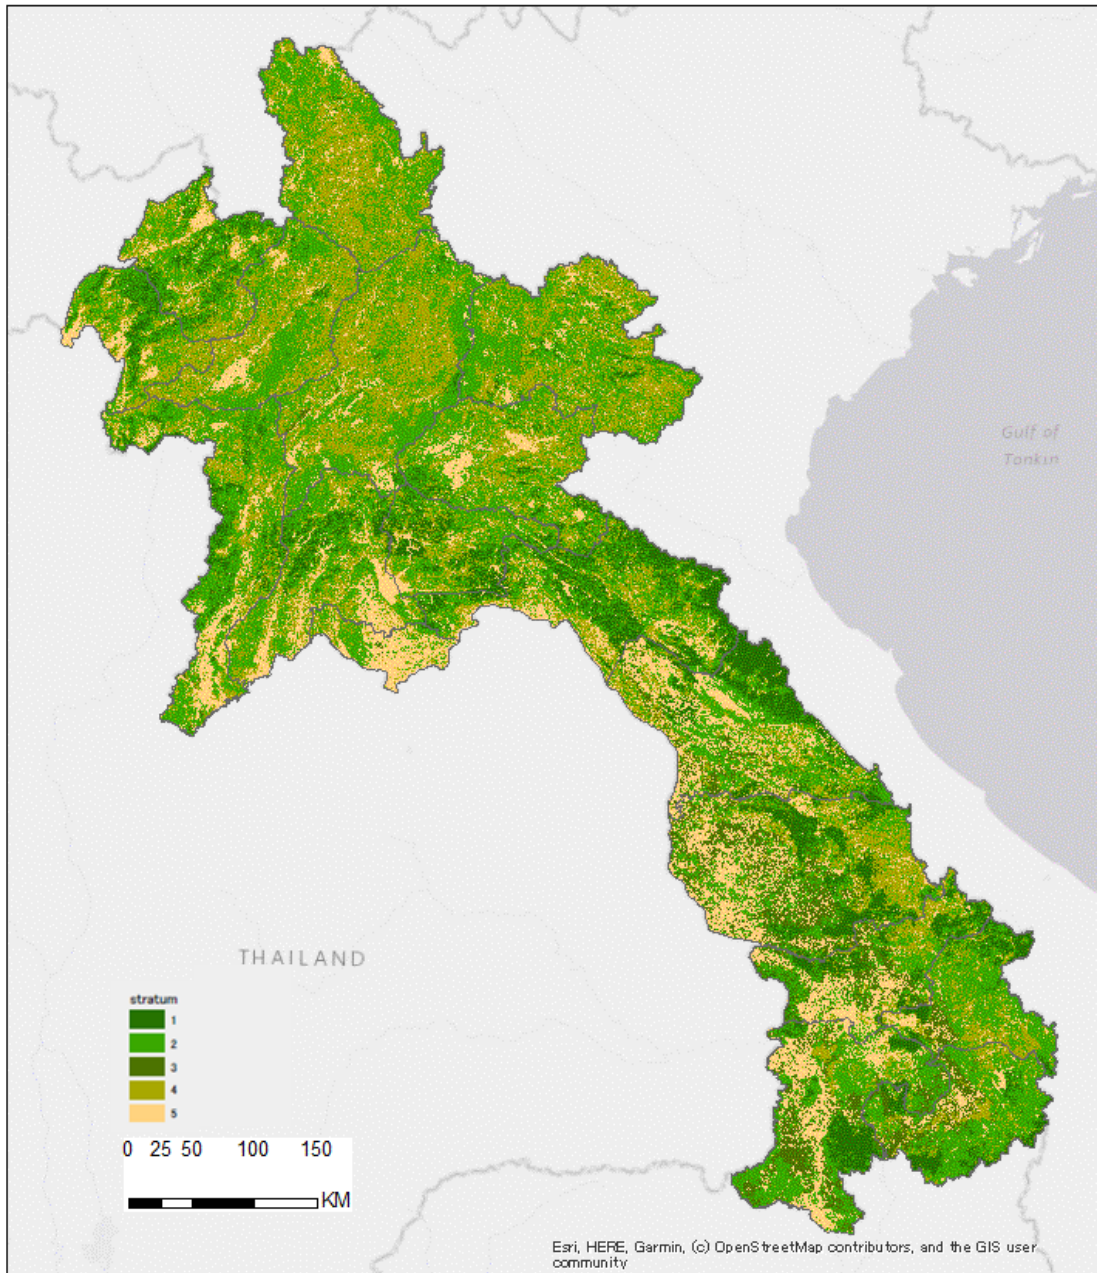 Gulf of
Tonkin
THAILAND
stratum
1
2
3
4
5
0 25 50 100 150
KM
Esri, HERE, Garmin, (c) OpenStreetMap contributors, and the GIS user
community